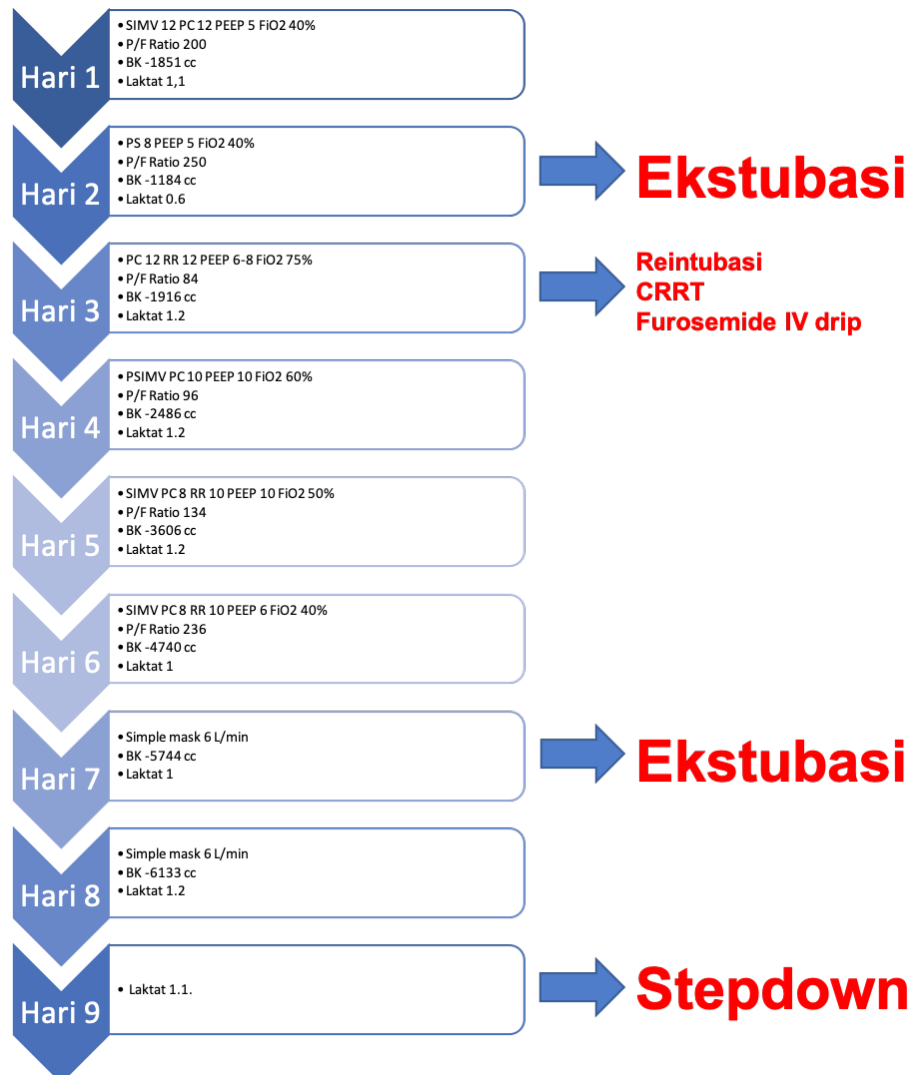 Hari 1
• SIMV 12 PC 12 PEEP 5 FiO2 40%
• P/F Ratio 200
• BK -1851 cc
• Laktat 1,1
Hari 2
• PS 8 PEEP 5 FiO2 40%
• P/F Ratio 250
• BK -1184 cc
• Laktat 0.6
Ekstubasi
Hari 3
• PC 12 RR 12 PEEP 6-8 FiO2 75%
• P/F Ratio 84
• BK -1916 cc
• Laktat 1.2
Reintubasi
CRRT
Furosemide IV drip
Hari 4
• PSIMV PC 10 PEEP 10 FiO2 60%
• P/F Ratio 96
• BK -2486 cc
• Laktat 1.2
Hari 5
• SIMV PC 8 RR 10 PEEP 10 FiO2 50%
• P/F Ratio 134
• BK -3606 cc
• Laktat 1.2
Hari 6
• SIMV PC 8 RR 10 PEEP 6 FiO2 40%
• P/F Ratio 236
• BK -4740 cc
• Laktat 1
Hari 7
• Simple mask 6 L/min
• BK -5744 cc
• Laktat 1
Ekstubasi
Hari 8
• Simple mask 6 L/min
• BK -6133 cc
• Laktat 1.2
Hari 9
• Laktat 1.1.
Stepdown